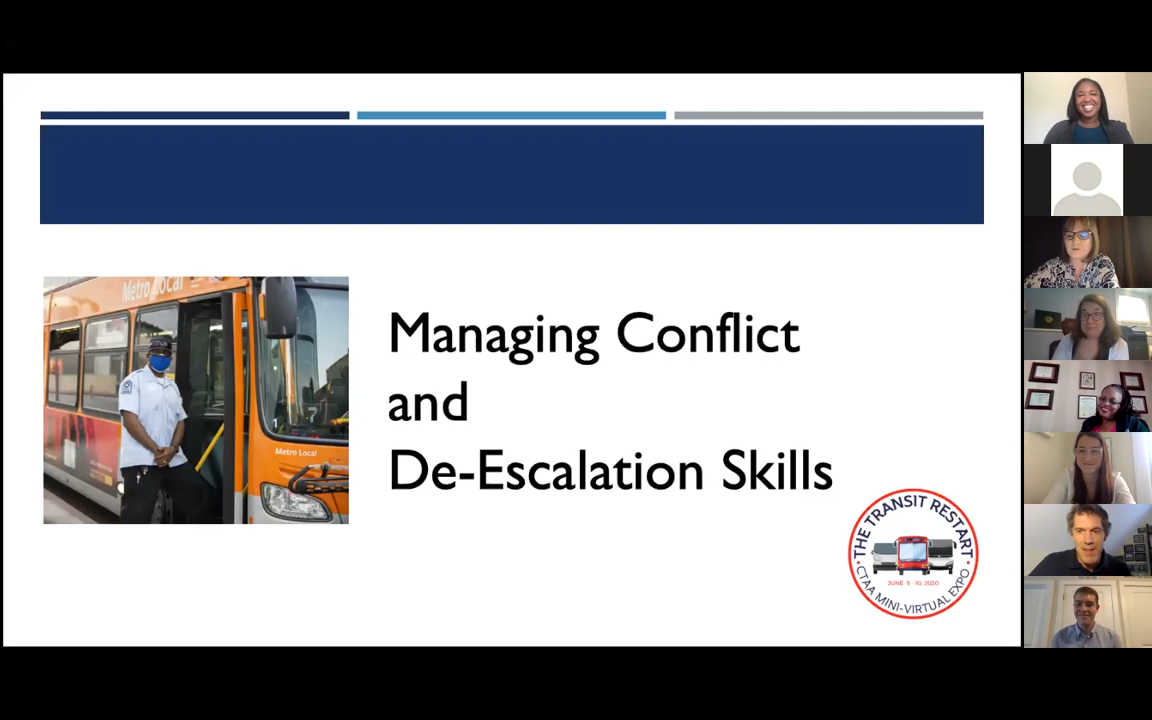 Metro Local
Metro Local
Managing Conflict
and
De-Escalation Skills
THE TRANSIT RESTART
JUNE 9 - 10, 2020
CTAA MINI-VIRTUAL EXPO